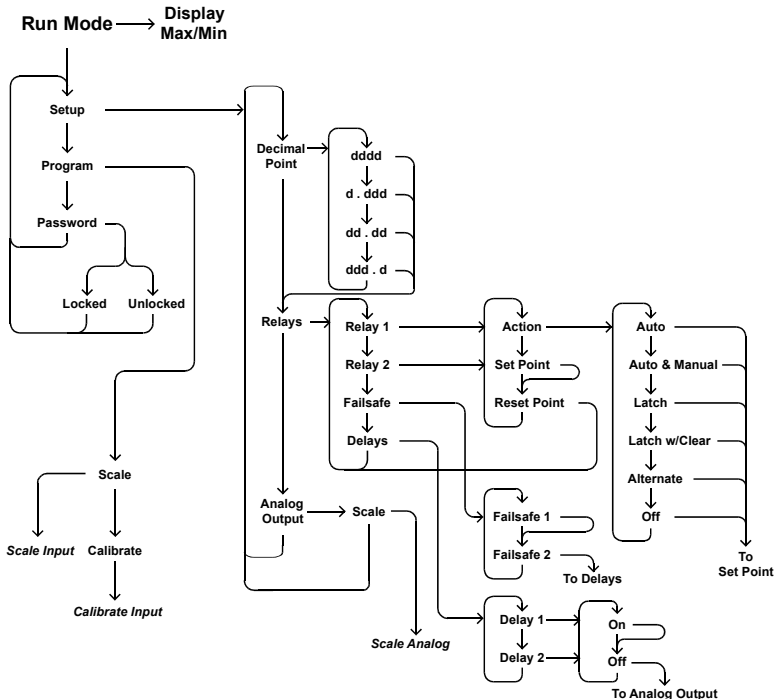 Run Mode
Display
Max/Min
Setup
Program
Password
Locked
Unlocked
Scale
Scale Input
Calibrate
Calibrate Input
Decimal
Point
dddd
d . ddd
dd . dd
ddd . d
Relays
Relay 1
Relay 2
Failsafe
Delays
Action
Set Point
Reset Point
Auto
Auto & Manual
Latch
Latch w/Clear
Alternate
Off
To
Set Point
Analog
Output
Scale
Scale Analog
Failsafe 1
Failsafe 2
To Delays
Delay 1
Delay 2
On
Off
To Analog Output